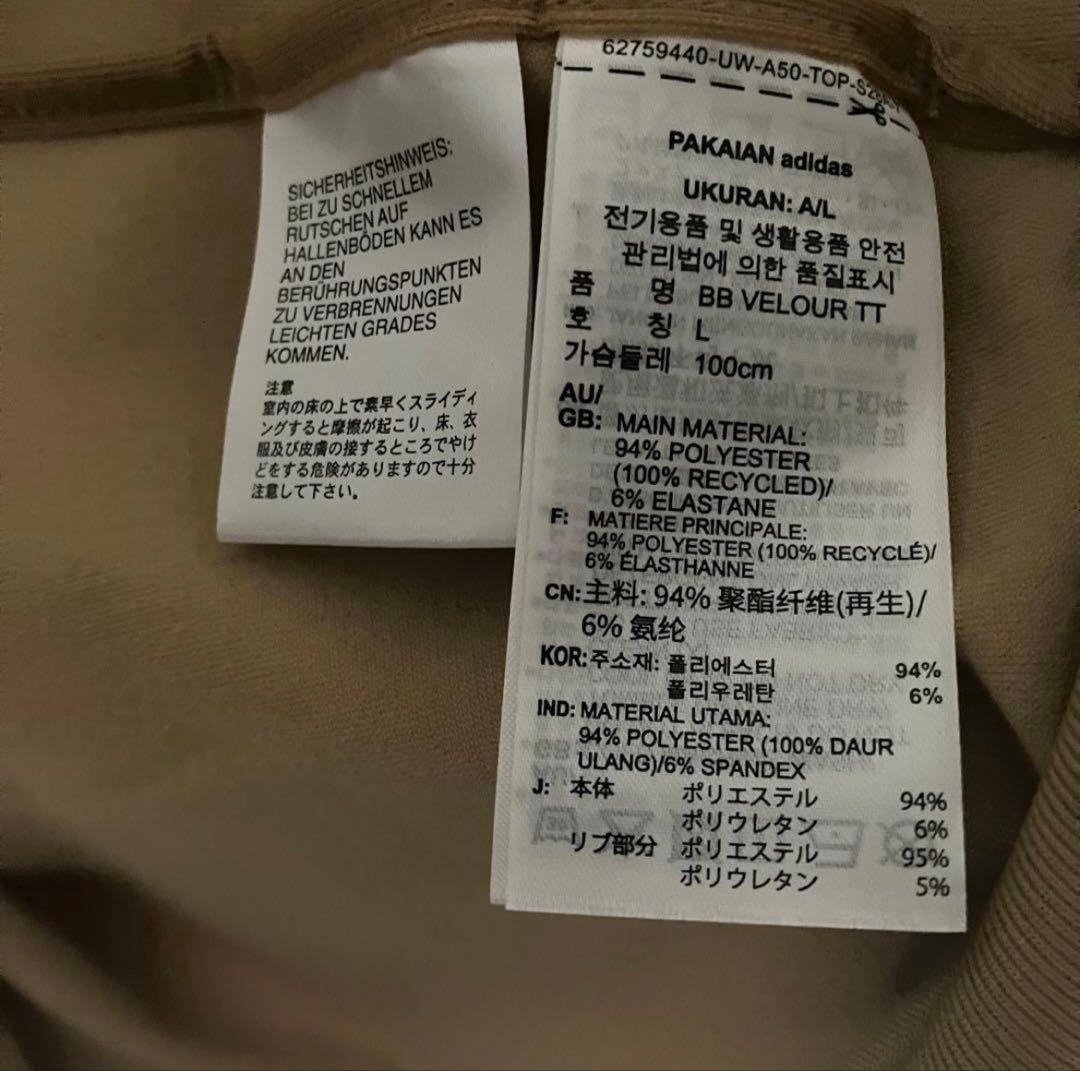 SICHERHEITSHINWEIS:
BEI ZU SCHNELLEM
RUTSCHEN AUF
HALLENBÖDEN KANN ES
AN DEN
BERÜHRUNGSPUNKTEN
ZU VERBRENNUNGEN
LEICHTEN GRADES
KOMMEN.
注意
室内の床の上で素早くスライディ
ングすると摩擦が起こり、床、衣
服及び皮膚の接するところでやけ
どをする危険がありますので十分
注意して下さい。
62759440-UW-A50-TOP-
PAKAIAN adidas
UKURAN: A/L
전기용품 및 생활용품 안전
관리법에 의한 품질표시
품 명 BB VELOUR TT
호 칭 L
가슴둘레 100cm
AU/
GB: MAIN MATERIAL:
94% POLYESTER
(100% RECYCLED)/
6% ELASTANE
F: MATIERE PRINCIPALE:
94% POLYESTER (100% RECYCLÉ)/
6% ÉLASTHANNE
CN: 主料: 94% 聚酯纤维(再生)/
6% 氨纶
KOR: 주소재: 폴리에스터 94%
폴리우레탄 6%
IND: MATERIAL UTAMA:
94% POLYESTER (100% DAUR
ULANG)/6% SPANDEX
J: 本体 ポリエステル 94%
ポリウレタン 6%
リブ部分 ポリエステル 95%
ポリウレタン 5%